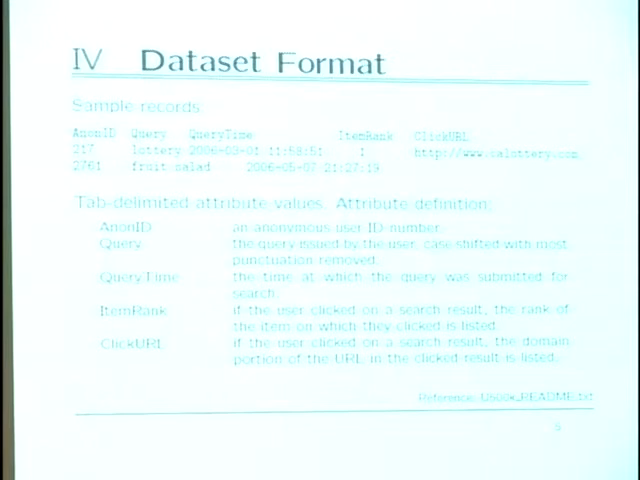 IV Dataset Format
Sample records:
AnonID Query QueryTime ItemRank ClickURL
217 lottery 2006-03-01 11:58:51 1 http://www.calottery.com
2761 fruit salad 2006-05-07 21:27:19
Tab-delimited attribute values. Attribute definition:
AnonID an anonymous user ID number.
Query the query issued by the user, case shifted with most
punctuation removed.
QueryTime the time at which the query was submitted for
search.
ItemRank if the user clicked on a search result, the rank of
the item on which they clicked is listed.
ClickURL if the user clicked on a search result, the domain
portion of the URL in the clicked result is listed.
Reference: U500k_README.txt
5